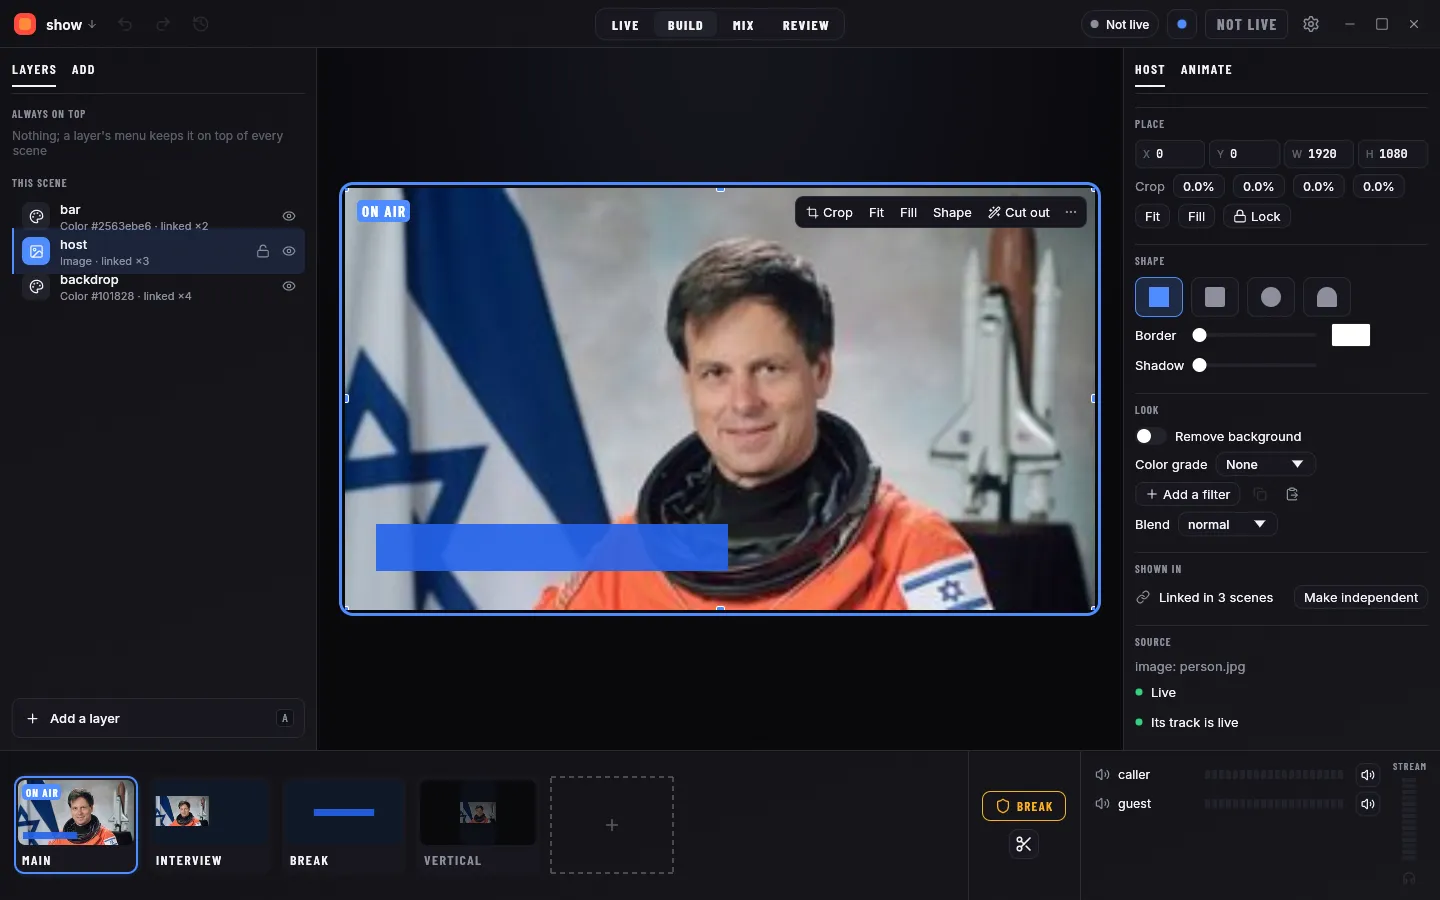 show
LIVE
BUILD
MIX
REVIEW
Not live
NOT LIVE
LAYERS
ADD
ALWAYS ON TOP
Nothing; a layer's menu keeps it on top of every
scene
THIS SCENE
bar
Color #2563ebe6 · linked ×2
host
Image · linked ×3
backdrop
Color #101828 · linked ×4
Add a layer
A
ON AIR
Crop
Fit
Fill
Shape
Cut out
HOST
ANIMATE
PLACE
X 0
Y 0
W 1920
H 1080
Crop 0.0% 0.0% 0.0% 0.0%
Fit
Fill
Lock
SHAPE
Border
Shadow
LOOK
Remove background
Color grade None
Add a filter
Blend normal
SHOWN IN
Linked in 3 scenes
Make independent
SOURCE
image: person.jpg
Live
Its track is live
ON AIR
MAIN
INTERVIEW
BREAK
VERTICAL
BREAK
caller
guest
STREAM